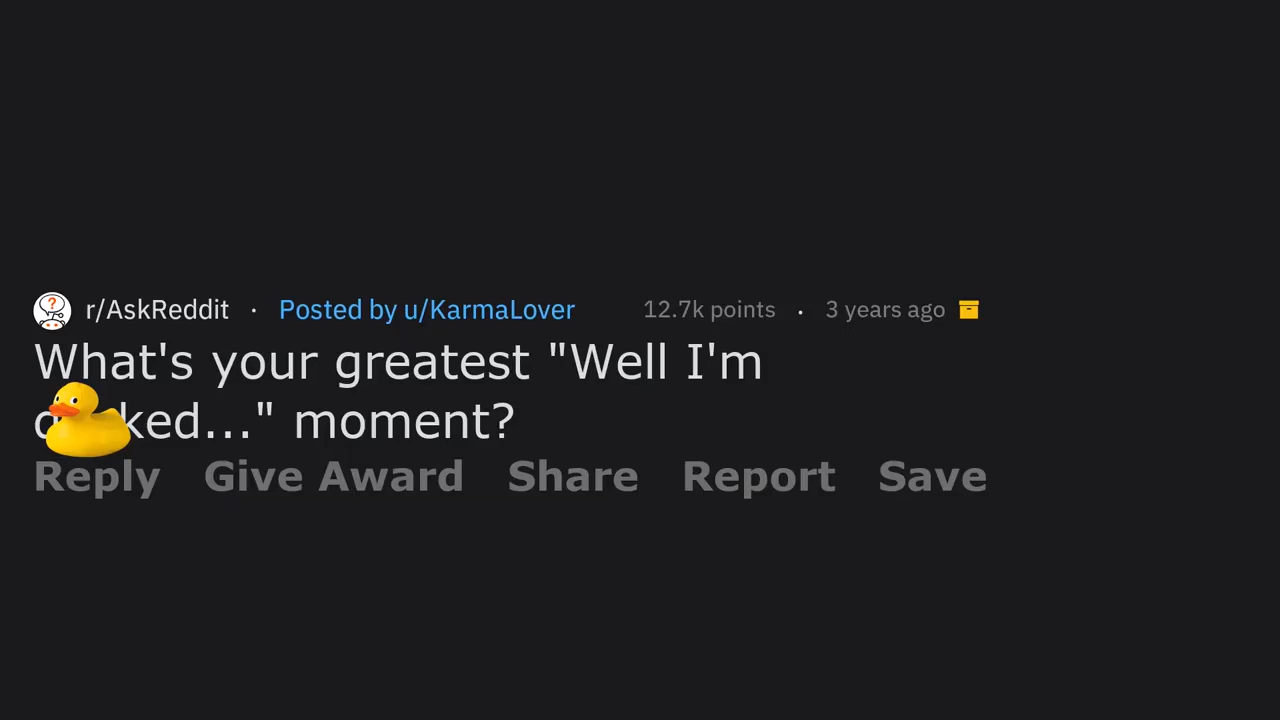 r/AskReddit · Posted by u/KarmaLover 12.7k points . 3 years ago
What's your greatest "Well I'm
..." moment?
Reply Give Award Share Report Save